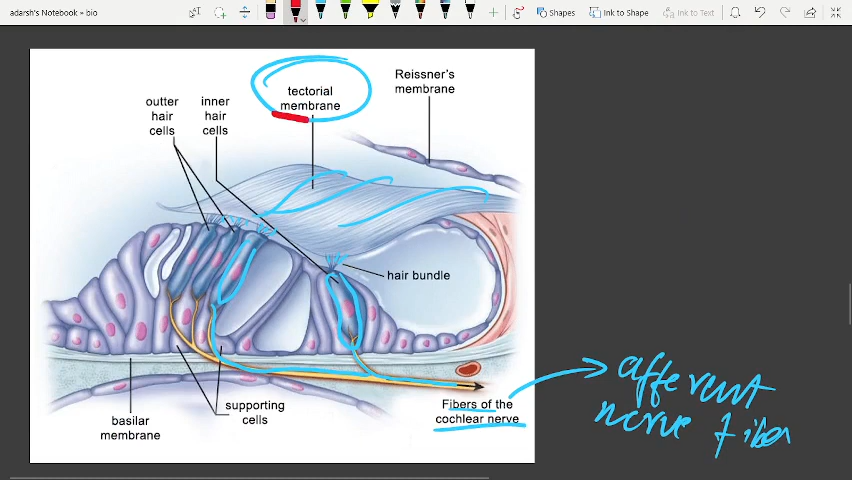 adarsh's Notebook » bio
Shapes
Ink to Shape
Ink to Text
Reissner's
membrane
tectorial
membrane
outter
hair
cells
inner
hair
cells
hair bundle
Fibers of the
cochlear nerve
supporting
cells
basilar
membrane
afferent
nerve fiber